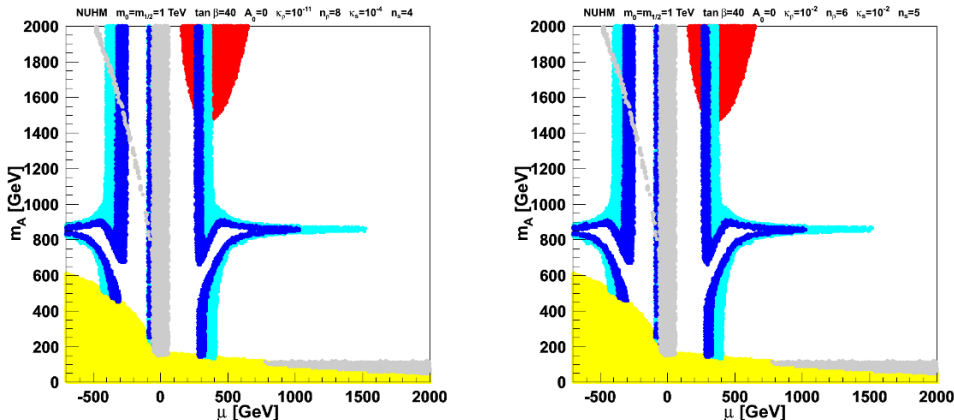 NUHM m₀=m₁/₂=1 TeV tan β=40 A₀=0 κρ=10⁻¹¹ nρ=8 κs=10⁻⁴ ns=4
m_A [GeV]
2000
1800
1600
1400
1200
1000
800
600
400
200
0
-500 0 500 1000 1500 2000
μ [GeV]
NUHM m₀=m₁/₂=1 TeV tan β=40 A₀=0 κρ=10⁻² nρ=6 κs=10⁻² ns=5
m_A [GeV]
2000
1800
1600
1400
1200
1000
800
600
400
200
0
-500 0 500 1000 1500 2000
μ [GeV]